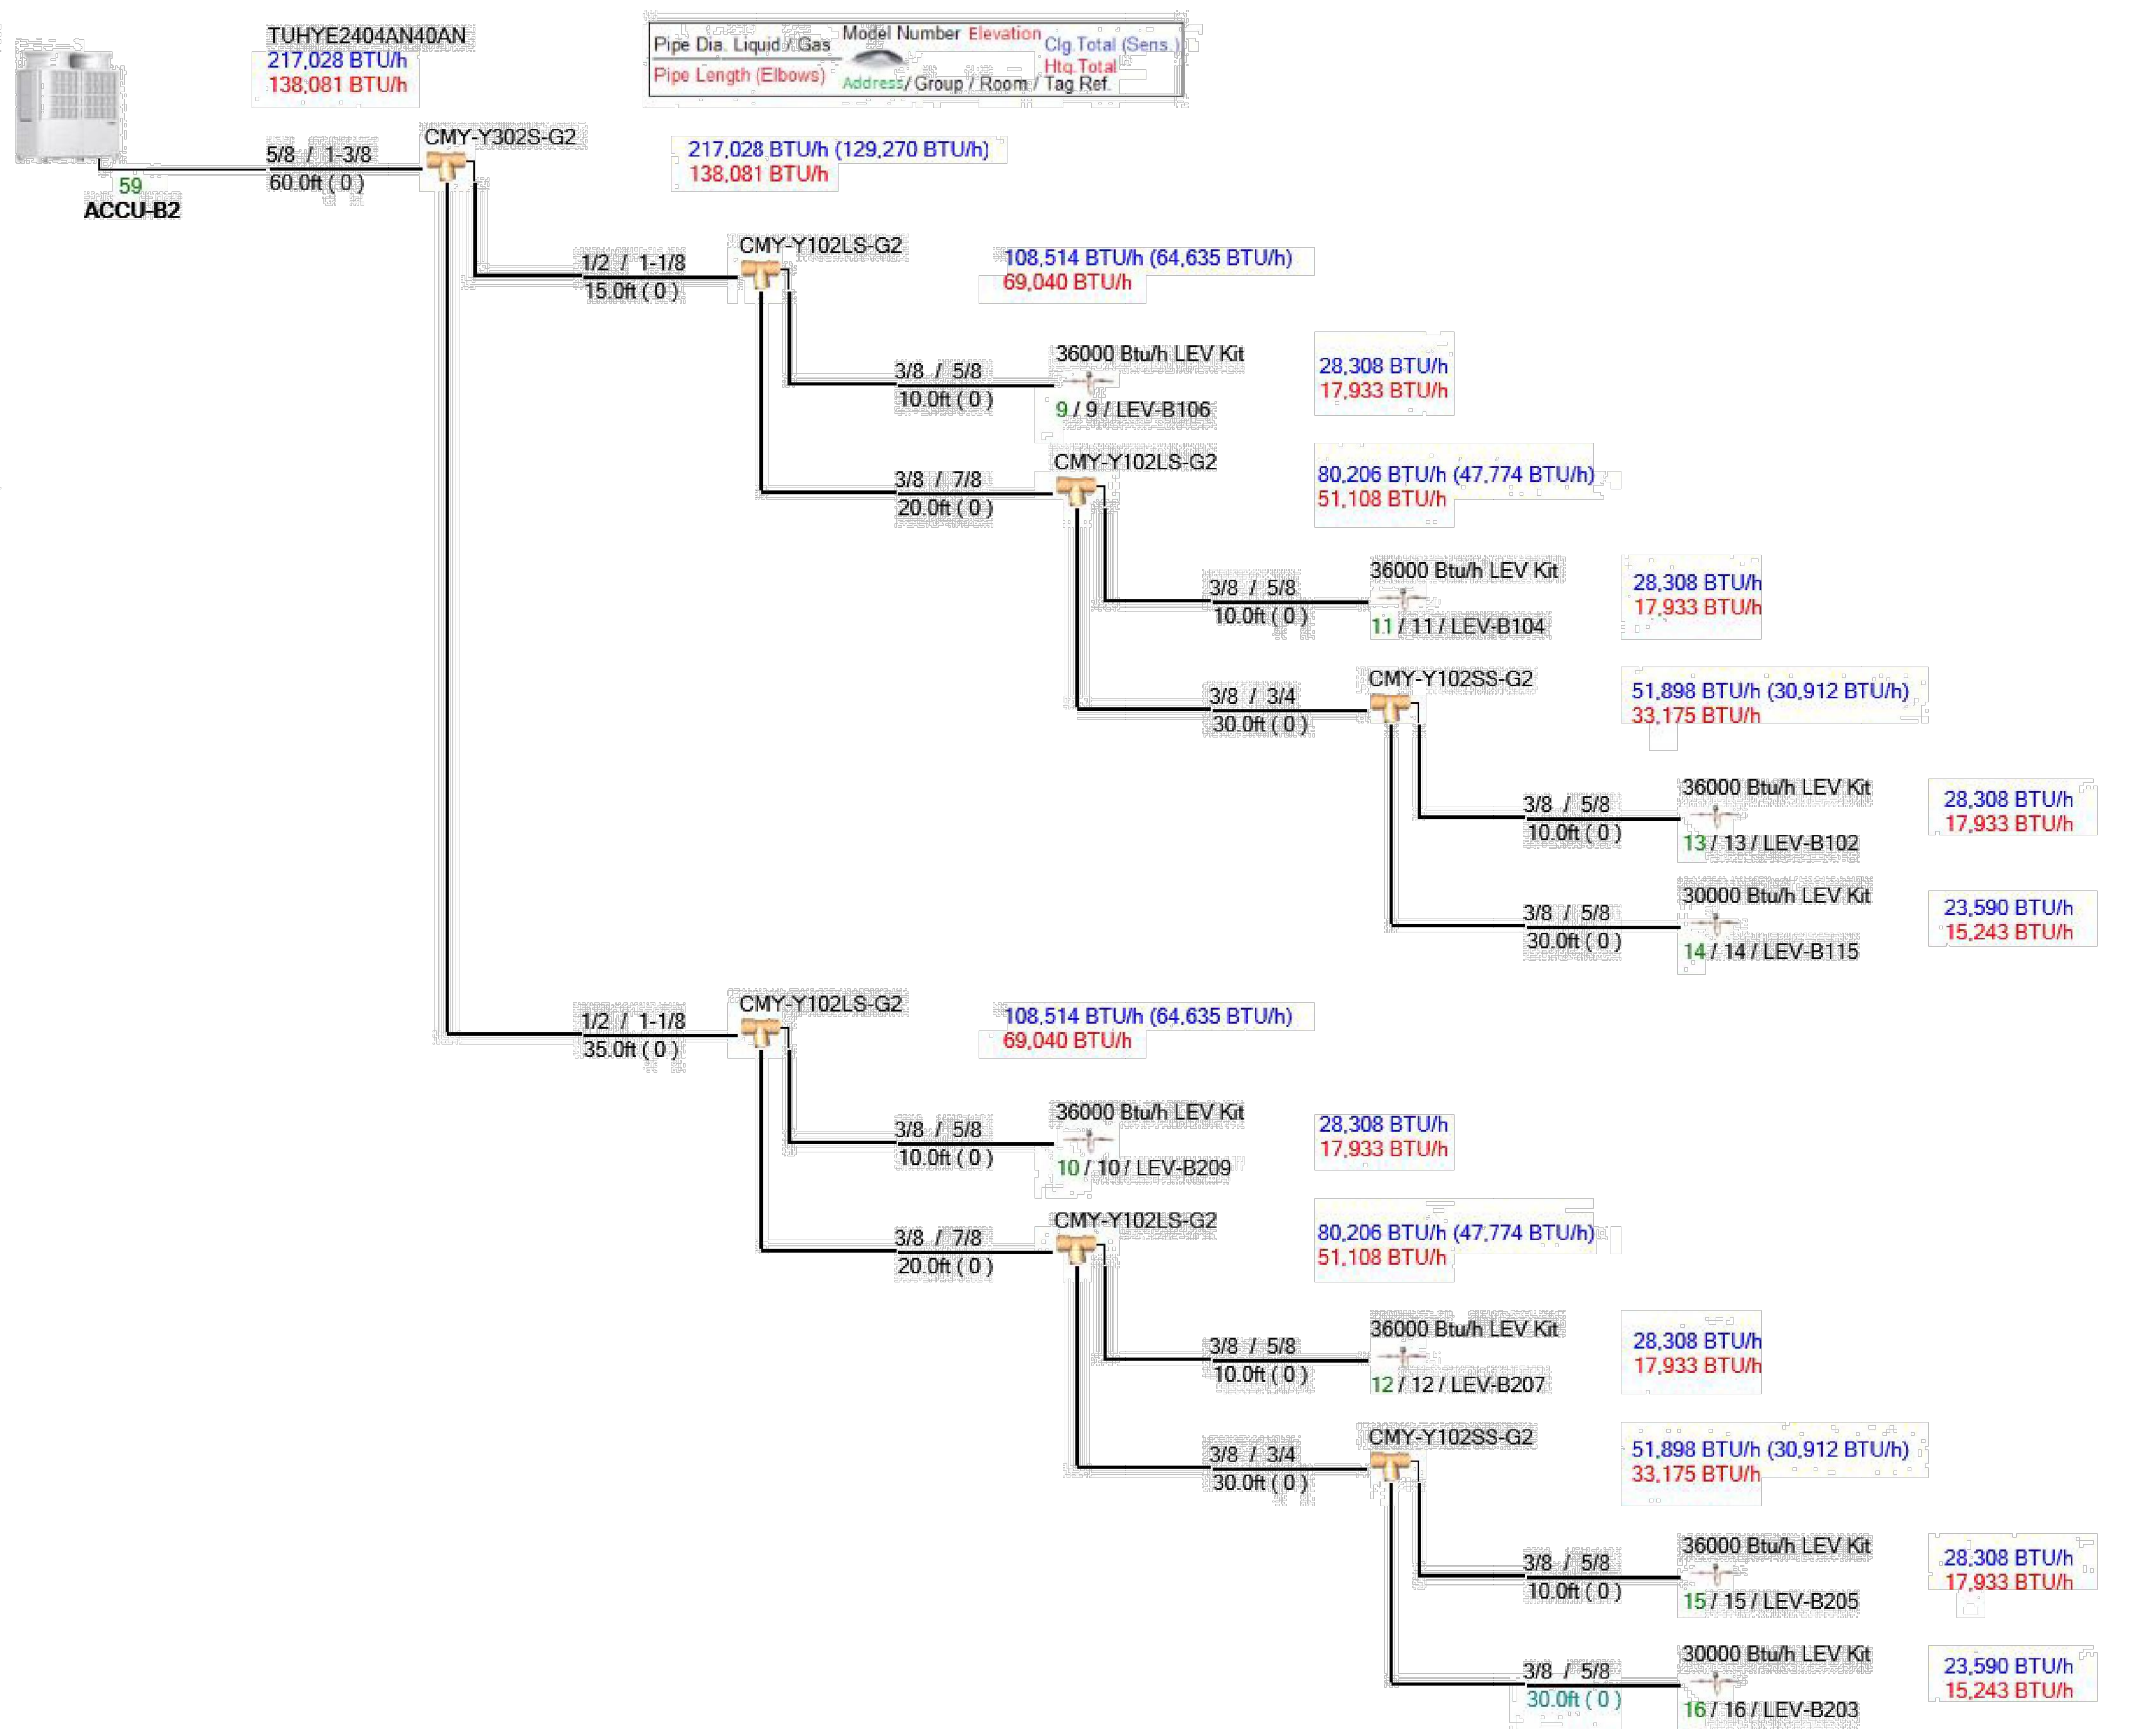 TUHYE2404AN40AN
217,028 BTU/h
138,081 BTU/h
Pipe Dia. Liquid / Gas
Pipe Length (Elbows)
Model Number Elevation
Clg.Total (Sens.)
Htg.Total
Address/ Group / Room / Tag Ref.
5/8 / 1-3/8
60.0ft ( 0 )
59
ACCU-B2
CMY-Y302S-G2
217,028 BTU/h (129,270 BTU/h)
138,081 BTU/h
1/2 / 1-1/8
15.0ft ( 0 )
CMY-Y102LS-G2
108,514 BTU/h (64,635 BTU/h)
69,040 BTU/h
3/8 / 5/8
10.0ft ( 0 )
36000 Btu/h LEV Kit
9 / 9 / LEV-B106
28,308 BTU/h
17,933 BTU/h
3/8 / 7/8
20.0ft ( 0 )
CMY-Y102LS-G2
80,206 BTU/h (47,774 BTU/h)
51,108 BTU/h
3/8 / 5/8
10.0ft ( 0 )
36000 Btu/h LEV Kit
11 / 11 / LEV-B104
28,308 BTU/h
17,933 BTU/h
3/8 / 3/4
30.0ft ( 0 )
CMY-Y102SS-G2
51,898 BTU/h (30,912 BTU/h)
33,175 BTU/h
3/8 / 5/8
10.0ft ( 0 )
36000 Btu/h LEV Kit
13 / 13 / LEV-B102
28,308 BTU/h
17,933 BTU/h
3/8 / 5/8
30.0ft ( 0 )
30000 Btu/h LEV Kit
14 / 14 / LEV-B115
23,590 BTU/h
15,243 BTU/h
1/2 / 1-1/8
35.0ft ( 0 )
CMY-Y102LS-G2
108,514 BTU/h (64,635 BTU/h)
69,040 BTU/h
3/8 / 5/8
10.0ft ( 0 )
36000 Btu/h LEV Kit
10 / 10 / LEV-B209
28,308 BTU/h
17,933 BTU/h
3/8 / 7/8
20.0ft ( 0 )
CMY-Y102LS-G2
80,206 BTU/h (47,774 BTU/h)
51,108 BTU/h
3/8 / 5/8
10.0ft ( 0 )
36000 Btu/h LEV Kit
12 / 12 / LEV-B207
28,308 BTU/h
17,933 BTU/h
3/8 / 3/4
30.0ft ( 0 )
CMY-Y102SS-G2
51,898 BTU/h (30,912 BTU/h)
33,175 BTU/h
3/8 / 5/8
10.0ft ( 0 )
36000 Btu/h LEV Kit
15 / 15 / LEV-B205
28,308 BTU/h
17,933 BTU/h
3/8 / 5/8
30.0ft ( 0 )
30000 Btu/h LEV Kit
16 / 16 / LEV-B203
23,590 BTU/h
15,243 BTU/h